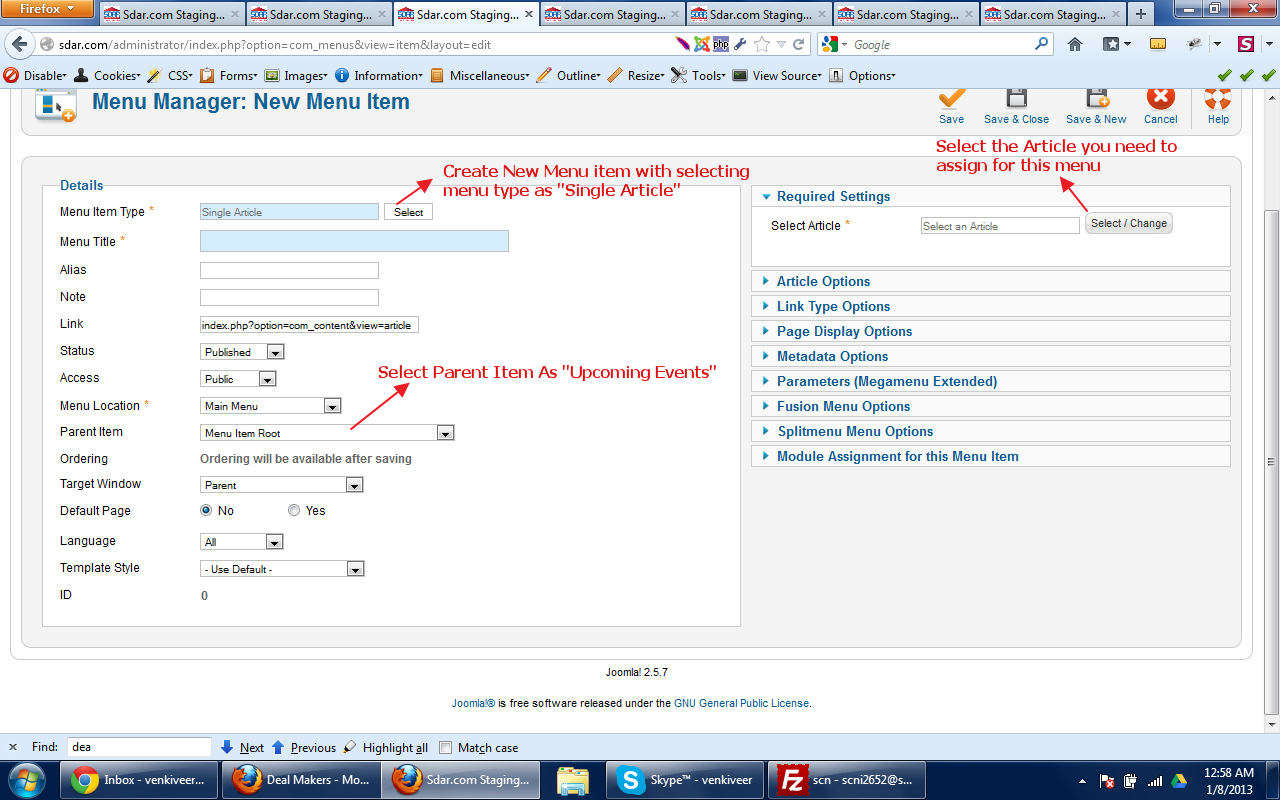 Firefox
Sdar.com Staging...
Sdar.com Staging...
Sdar.com Staging...
Sdar.com Staging...
Sdar.com Staging...
Sdar.com Staging...
Sdar.com Staging...
sdar.com/administrator/index.php?option=com_menus&view=item&layout=edit
php
Google
S
Disable Cookies CSS Forms Images Information Miscellaneous Outline Resize Tools View Source Options
Menu Manager: New Menu Item
Save
Save & Close
Save & New
Cancel
Help
Create New Menu item with selecting
menu type as "Single Article"
Select the Article you need to
assign for this menu
Details
Menu Item Type *
Single Article
Select
Menu Title *
Alias
Note
Link
index.php?option=com_content&view=article
Status
Published
Access
Public
Select Parent Item As "Upcoming Events"
Menu Location *
Main Menu
Parent Item
Menu Item Root
Ordering
Ordering will be available after saving
Target Window
Parent
Default Page
No
Yes
Language
All
Template Style
- Use Default -
ID
0
Required Settings
Select Article *
Select an Article
Select / Change
Article Options
Link Type Options
Page Display Options
Metadata Options
Parameters (Megamenu Extended)
Fusion Menu Options
Splitmenu Menu Options
Module Assignment for this Menu Item
Joomla! 2.5.7
Joomla!® is free software released under the GNU General Public License.
Find:
dea
Next
Previous
Highlight all
Match case
Inbox - venkiveer...
Deal Makers - Mo...
Sdar.com Staging...
Skype™ - venkiveer
scn - scni2652@s...
12:58 AM
1/8/2013